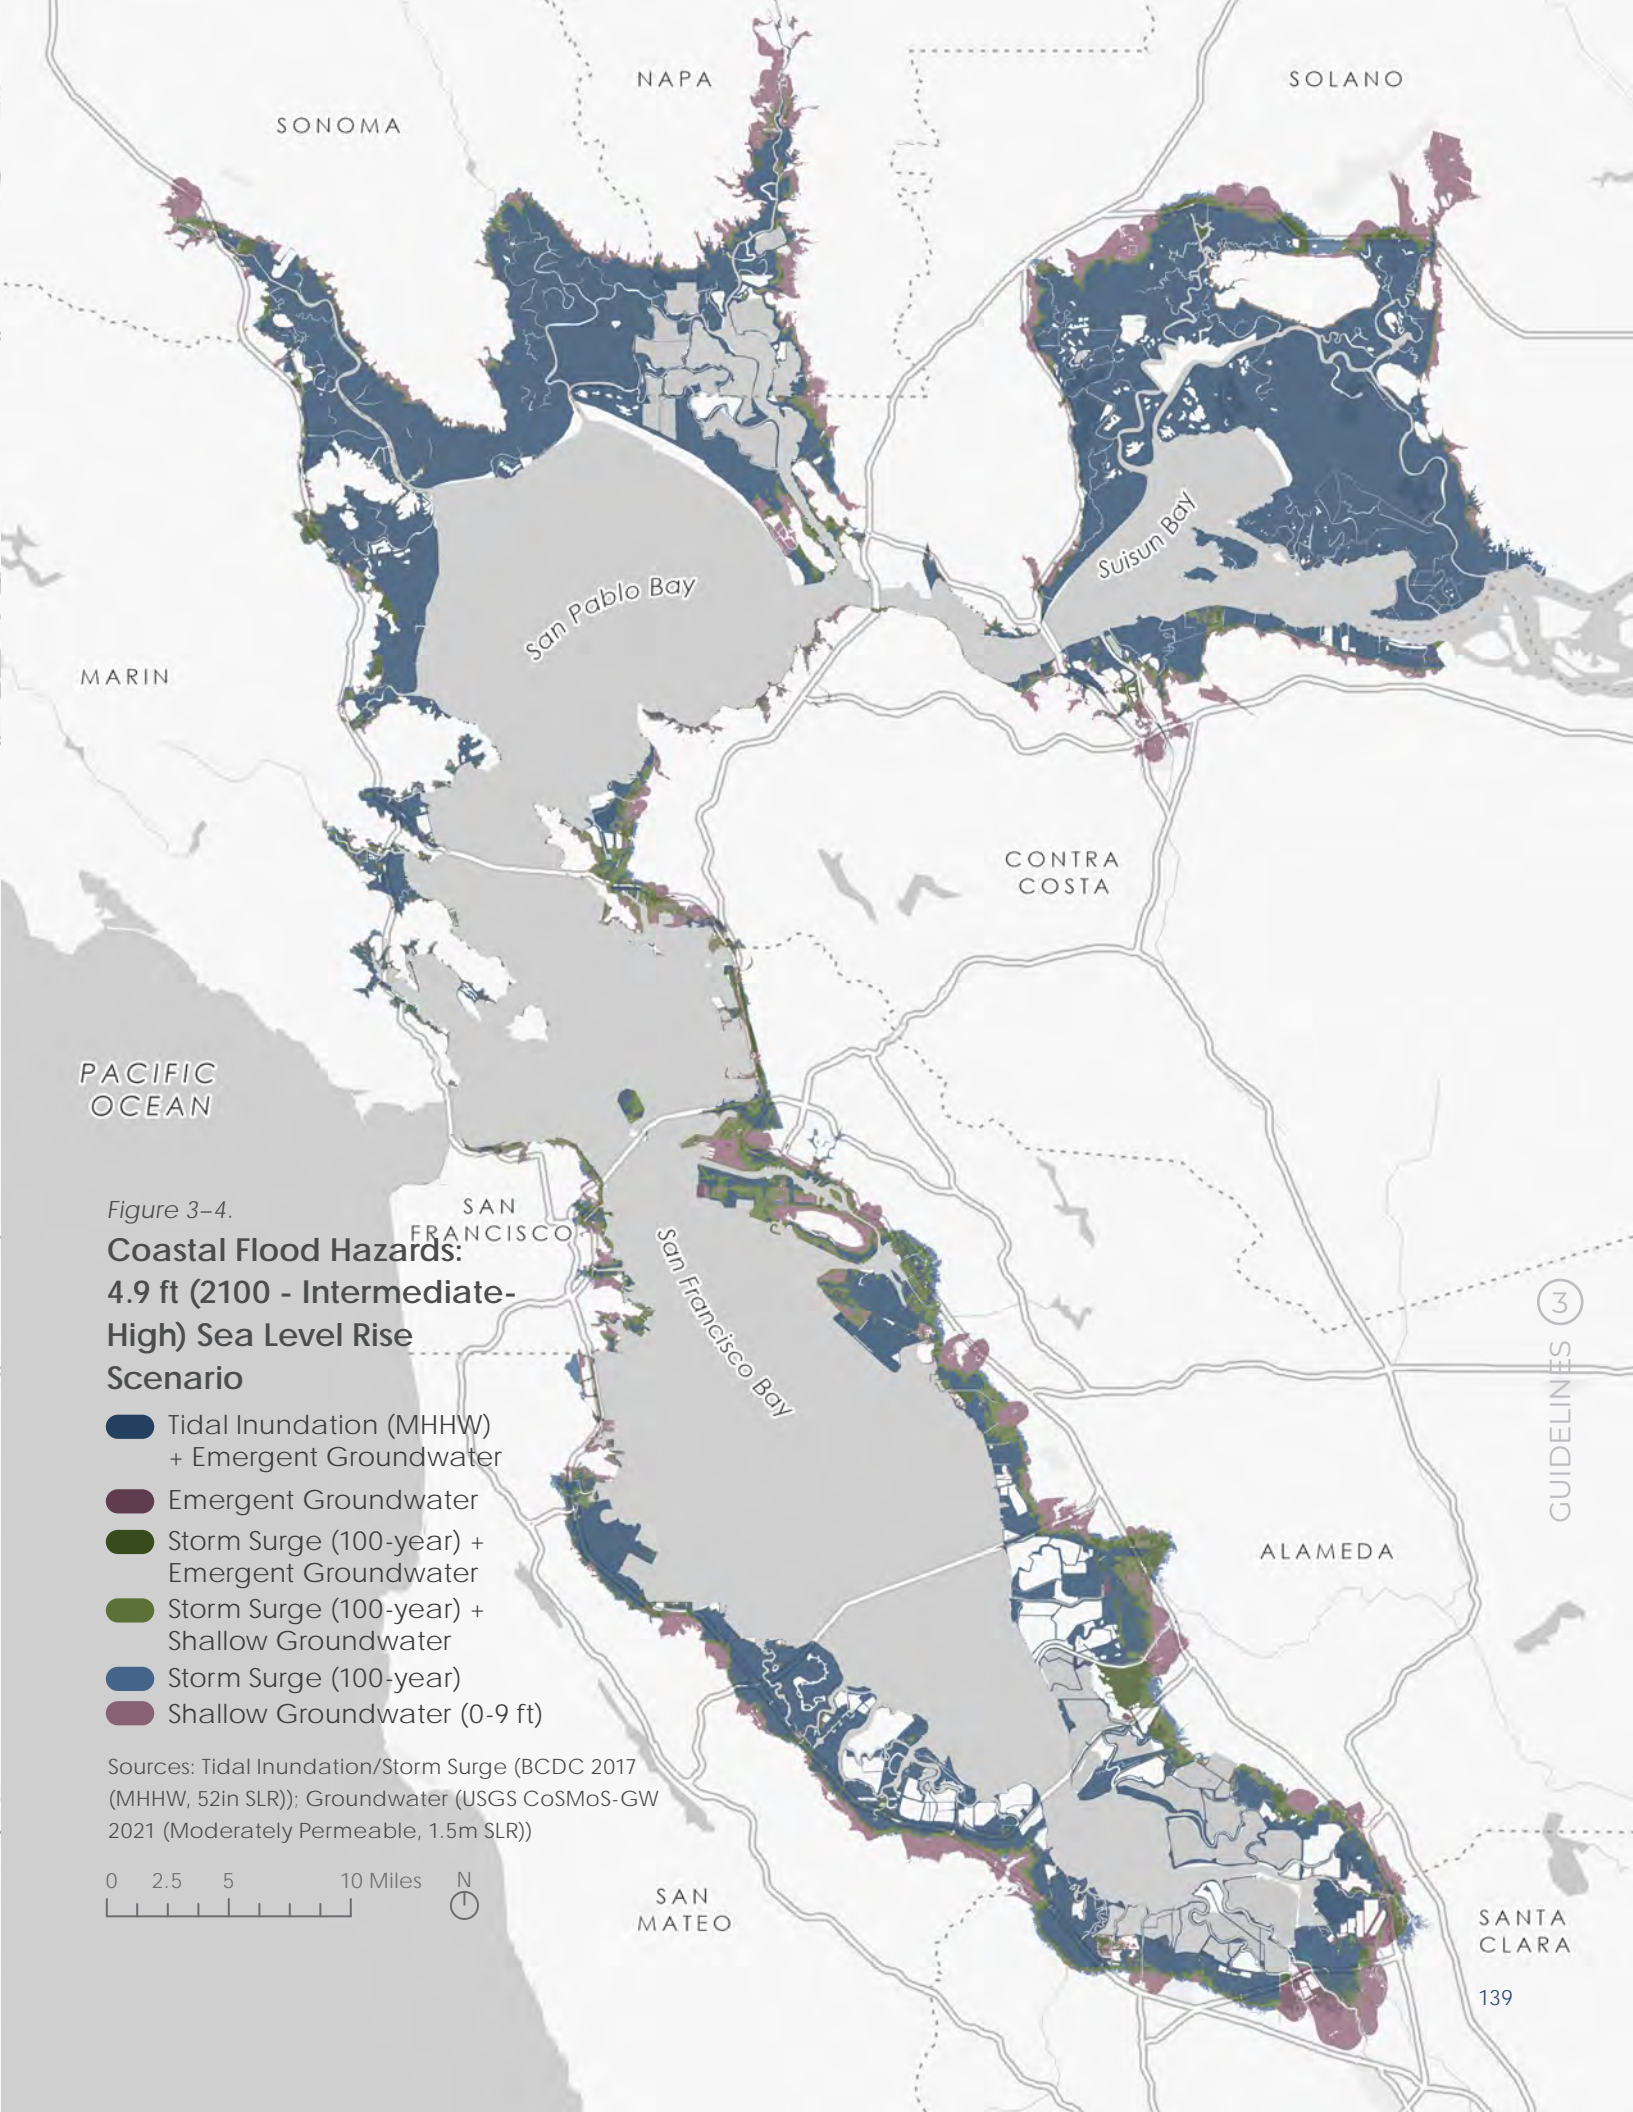 NAPA
SOLANO
SONOMA
Suisun Bay
San Pablo Bay
MARIN
CONTRA
COSTA
PACIFIC
OCEAN
SAN
FRANCISCO
San Francisco Bay
Figure 3–4.
Coastal Flood Hazards:
4.9 ft (2100 - Intermediate-
High) Sea Level Rise
Scenario
Tidal Inundation (MHHW)
+ Emergent Groundwater
Emergent Groundwater
Storm Surge (100-year) +
Emergent Groundwater
Storm Surge (100-year) +
Shallow Groundwater
Storm Surge (100-year)
Shallow Groundwater (0-9 ft)
Sources: Tidal Inundation/Storm Surge (BCDC 2017
(MHHW, 52in SLR)); Groundwater (USGS CoSMoS-GW
2021 (Moderately Permeable, 1.5m SLR))
0 2.5 5 10 Miles N
ALAMEDA
SAN
MATEO
SANTA
CLARA
GUIDELINES 3
139